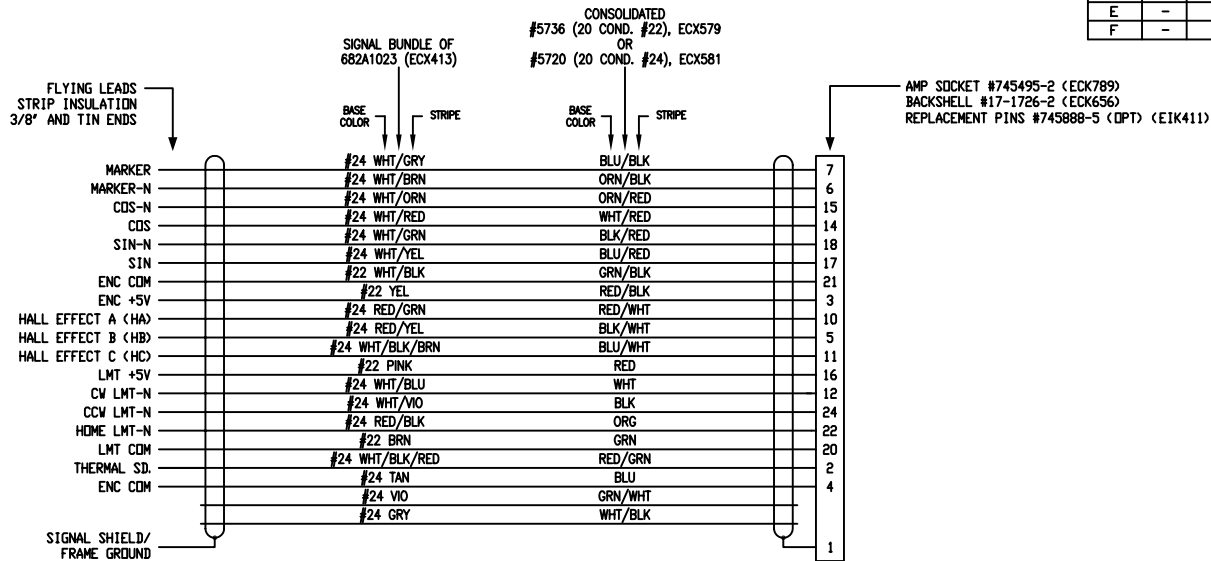 E -
F -
CONSOLIDATED
#5736 (20 COND. #22), ECX579
OR
#5720 (20 COND. #24), ECX581
SIGNAL BUNDLE OF
682A1023 (ECX413)
FLYING LEADS
STRIP INSULATION
3/8" AND TIN ENDS
AMP SOCKET #745495-2 (ECK789)
BACKSHELL #17-1726-2 (ECK656)
REPLACEMENT PINS #745888-5 (OPT) (EIK411)
BASE COLOR STRIPE BASE COLOR STRIPE
MARKER #24 WHT/GRY BLU/BLK 7
MARKER-N #24 WHT/BRN ORN/BLK 6
COS-N #24 WHT/ORN ORN/RED 15
COS #24 WHT/RED WHT/RED 14
SIN-N #24 WHT/GRN BLK/RED 18
SIN #24 WHT/YEL BLU/RED 17
ENC COM #22 WHT/BLK GRN/BLK 21
ENC +5V #22 YEL RED/BLK 3
HALL EFFECT A (HA) #24 RED/GRN RED/WHT 10
HALL EFFECT B (HB) #24 RED/YEL BLK/WHT 5
HALL EFFECT C (HC) #24 WHT/BLK/BRN BLU/WHT 11
LMT +5V #22 PINK RED 16
CW LMT-N #24 WHT/BLU WHT 12
CCW LMT-N #24 WHT/VIO BLK 24
HOME LMT-N #24 RED/BLK ORG 22
LMT COM #22 BRN GRN 20
THERMAL SD. #24 WHT/BLK/RED RED/GRN 2
ENC COM #24 TAN BLU 4
#24 VIO GRN/WHT
#24 GRY WHT/BLK
SIGNAL SHIELD/
FRAME GROUND 1